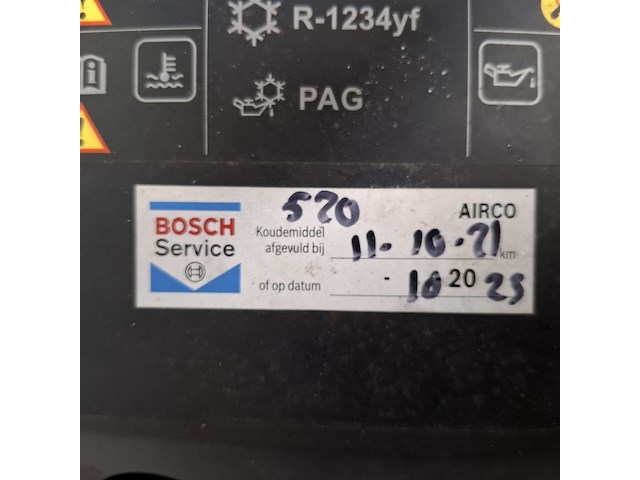 R-1234yf
PAG
520
AIRCO
BOSCH
Service
Koudemiddel
afgevuld bij 11-10-21 km
of op datum - 10 20 23